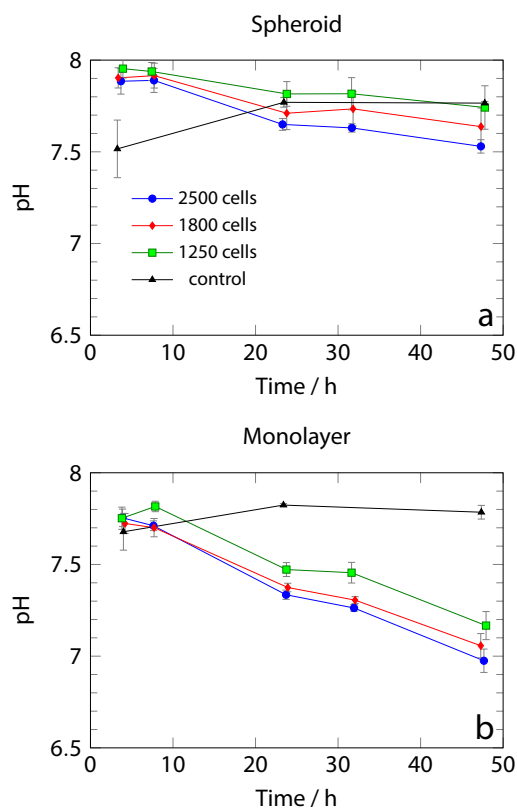 Spheroid
8
7.5
7
6.5
pH
2500 cells
1800 cells
1250 cells
control
a
0 10 20 30 40 50
Time / h
Monolayer
8
7.5
7
6.5
pH
b
0 10 20 30 40 50
Time / h